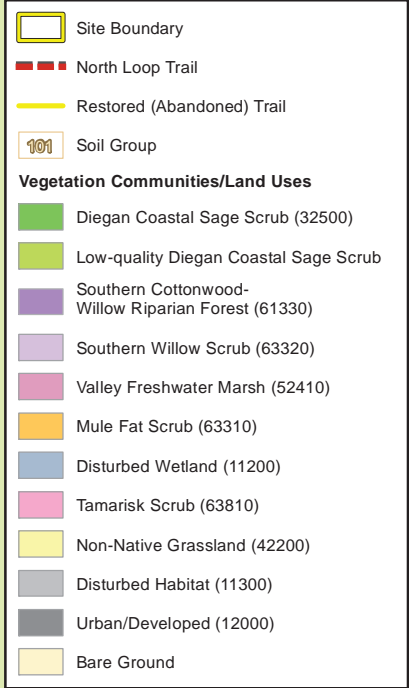 Site Boundary
North Loop Trail
Restored (Abandoned) Trail
101 Soil Group
Vegetation Communities/Land Uses
Diegan Coastal Sage Scrub (32500)
Low-quality Diegan Coastal Sage Scrub
Southern Cottonwood-
Willow Riparian Forest (61330)
Southern Willow Scrub (63320)
Valley Freshwater Marsh (52410)
Mule Fat Scrub (63310)
Disturbed Wetland (11200)
Tamarisk Scrub (63810)
Non-Native Grassland (42200)
Disturbed Habitat (11300)
Urban/Developed (12000)
Bare Ground